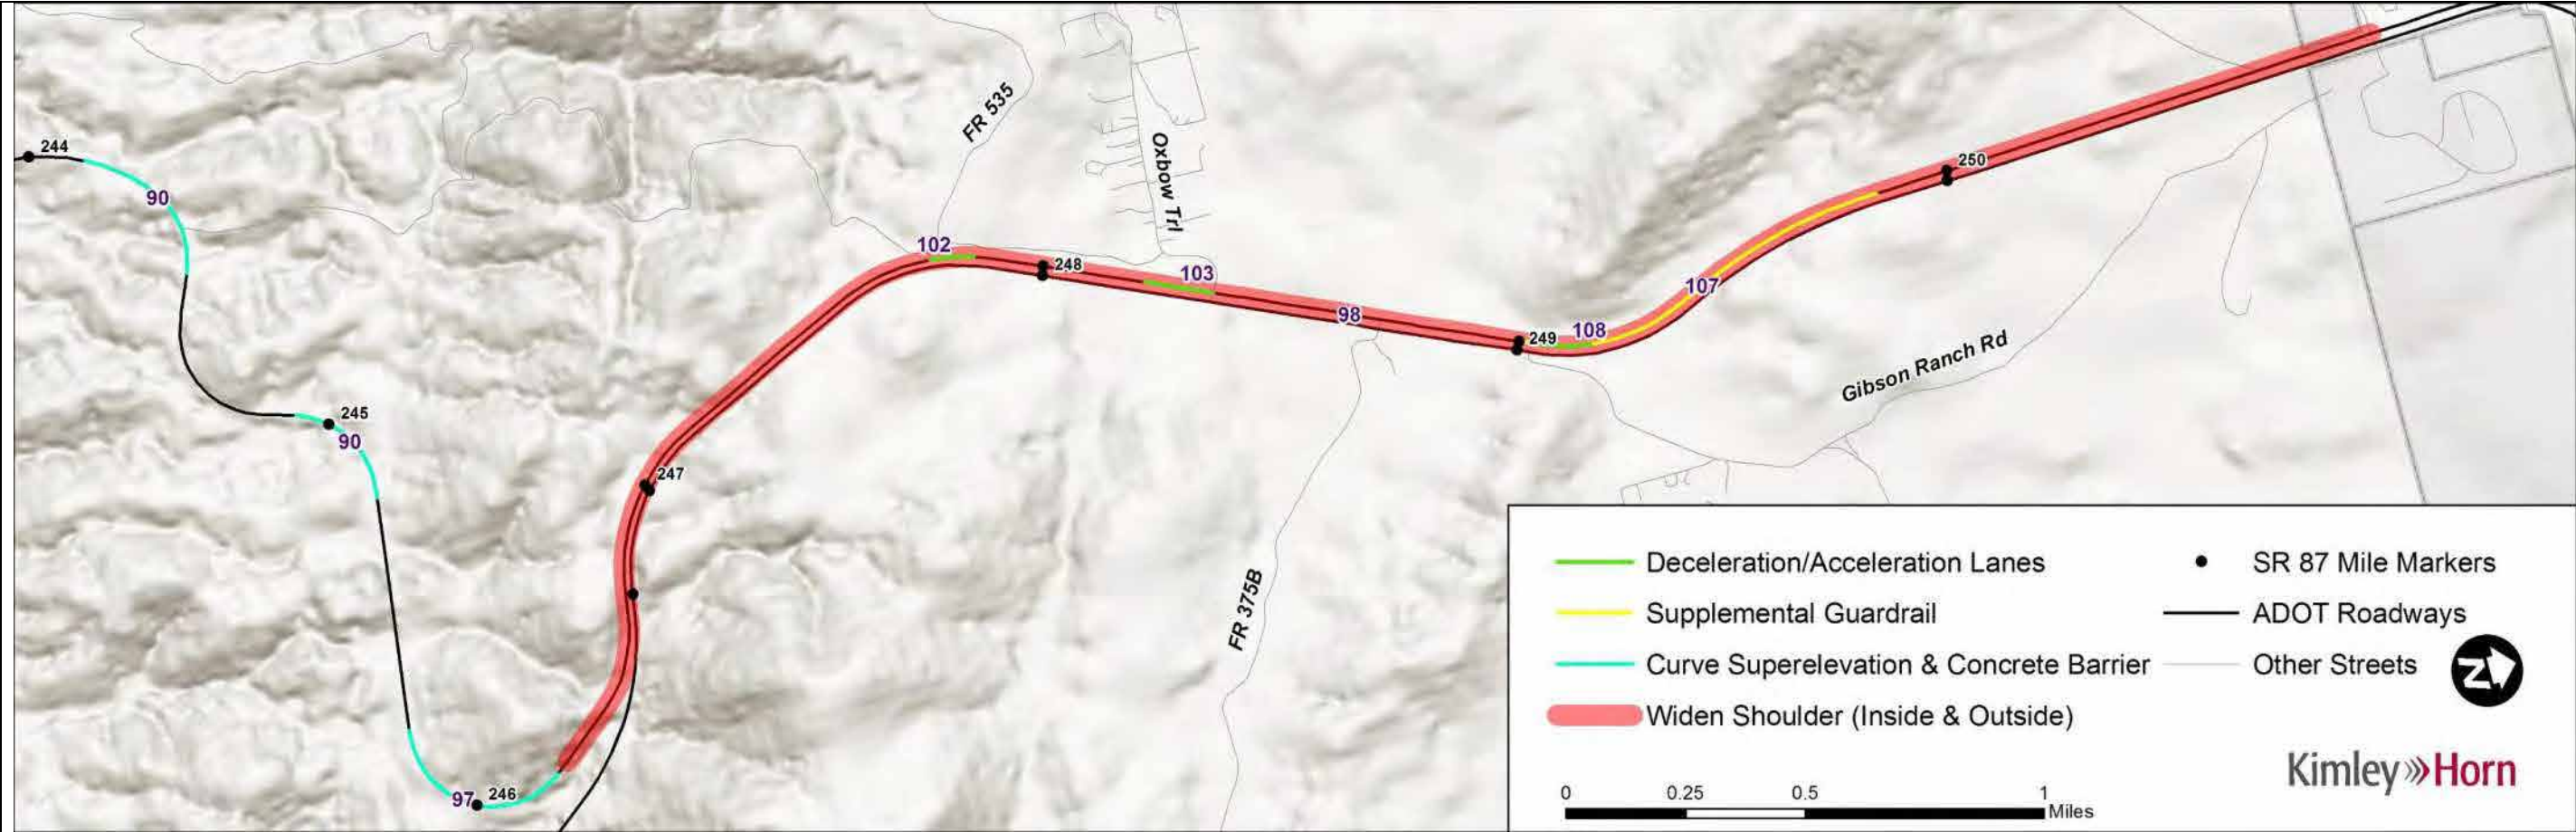 244
90
FR 535
Oxbow Trl
250
102
248
103
98
249
108
107
Gibson Ranch Rd
245
90
247
FR 375B
97
246
Deceleration/Acceleration Lanes
Supplemental Guardrail
Curve Superelevation & Concrete Barrier
Widen Shoulder (Inside & Outside)
SR 87 Mile Markers
ADOT Roadways
Other Streets
N
0 0.25 0.5 1
Miles
Kimley»Horn